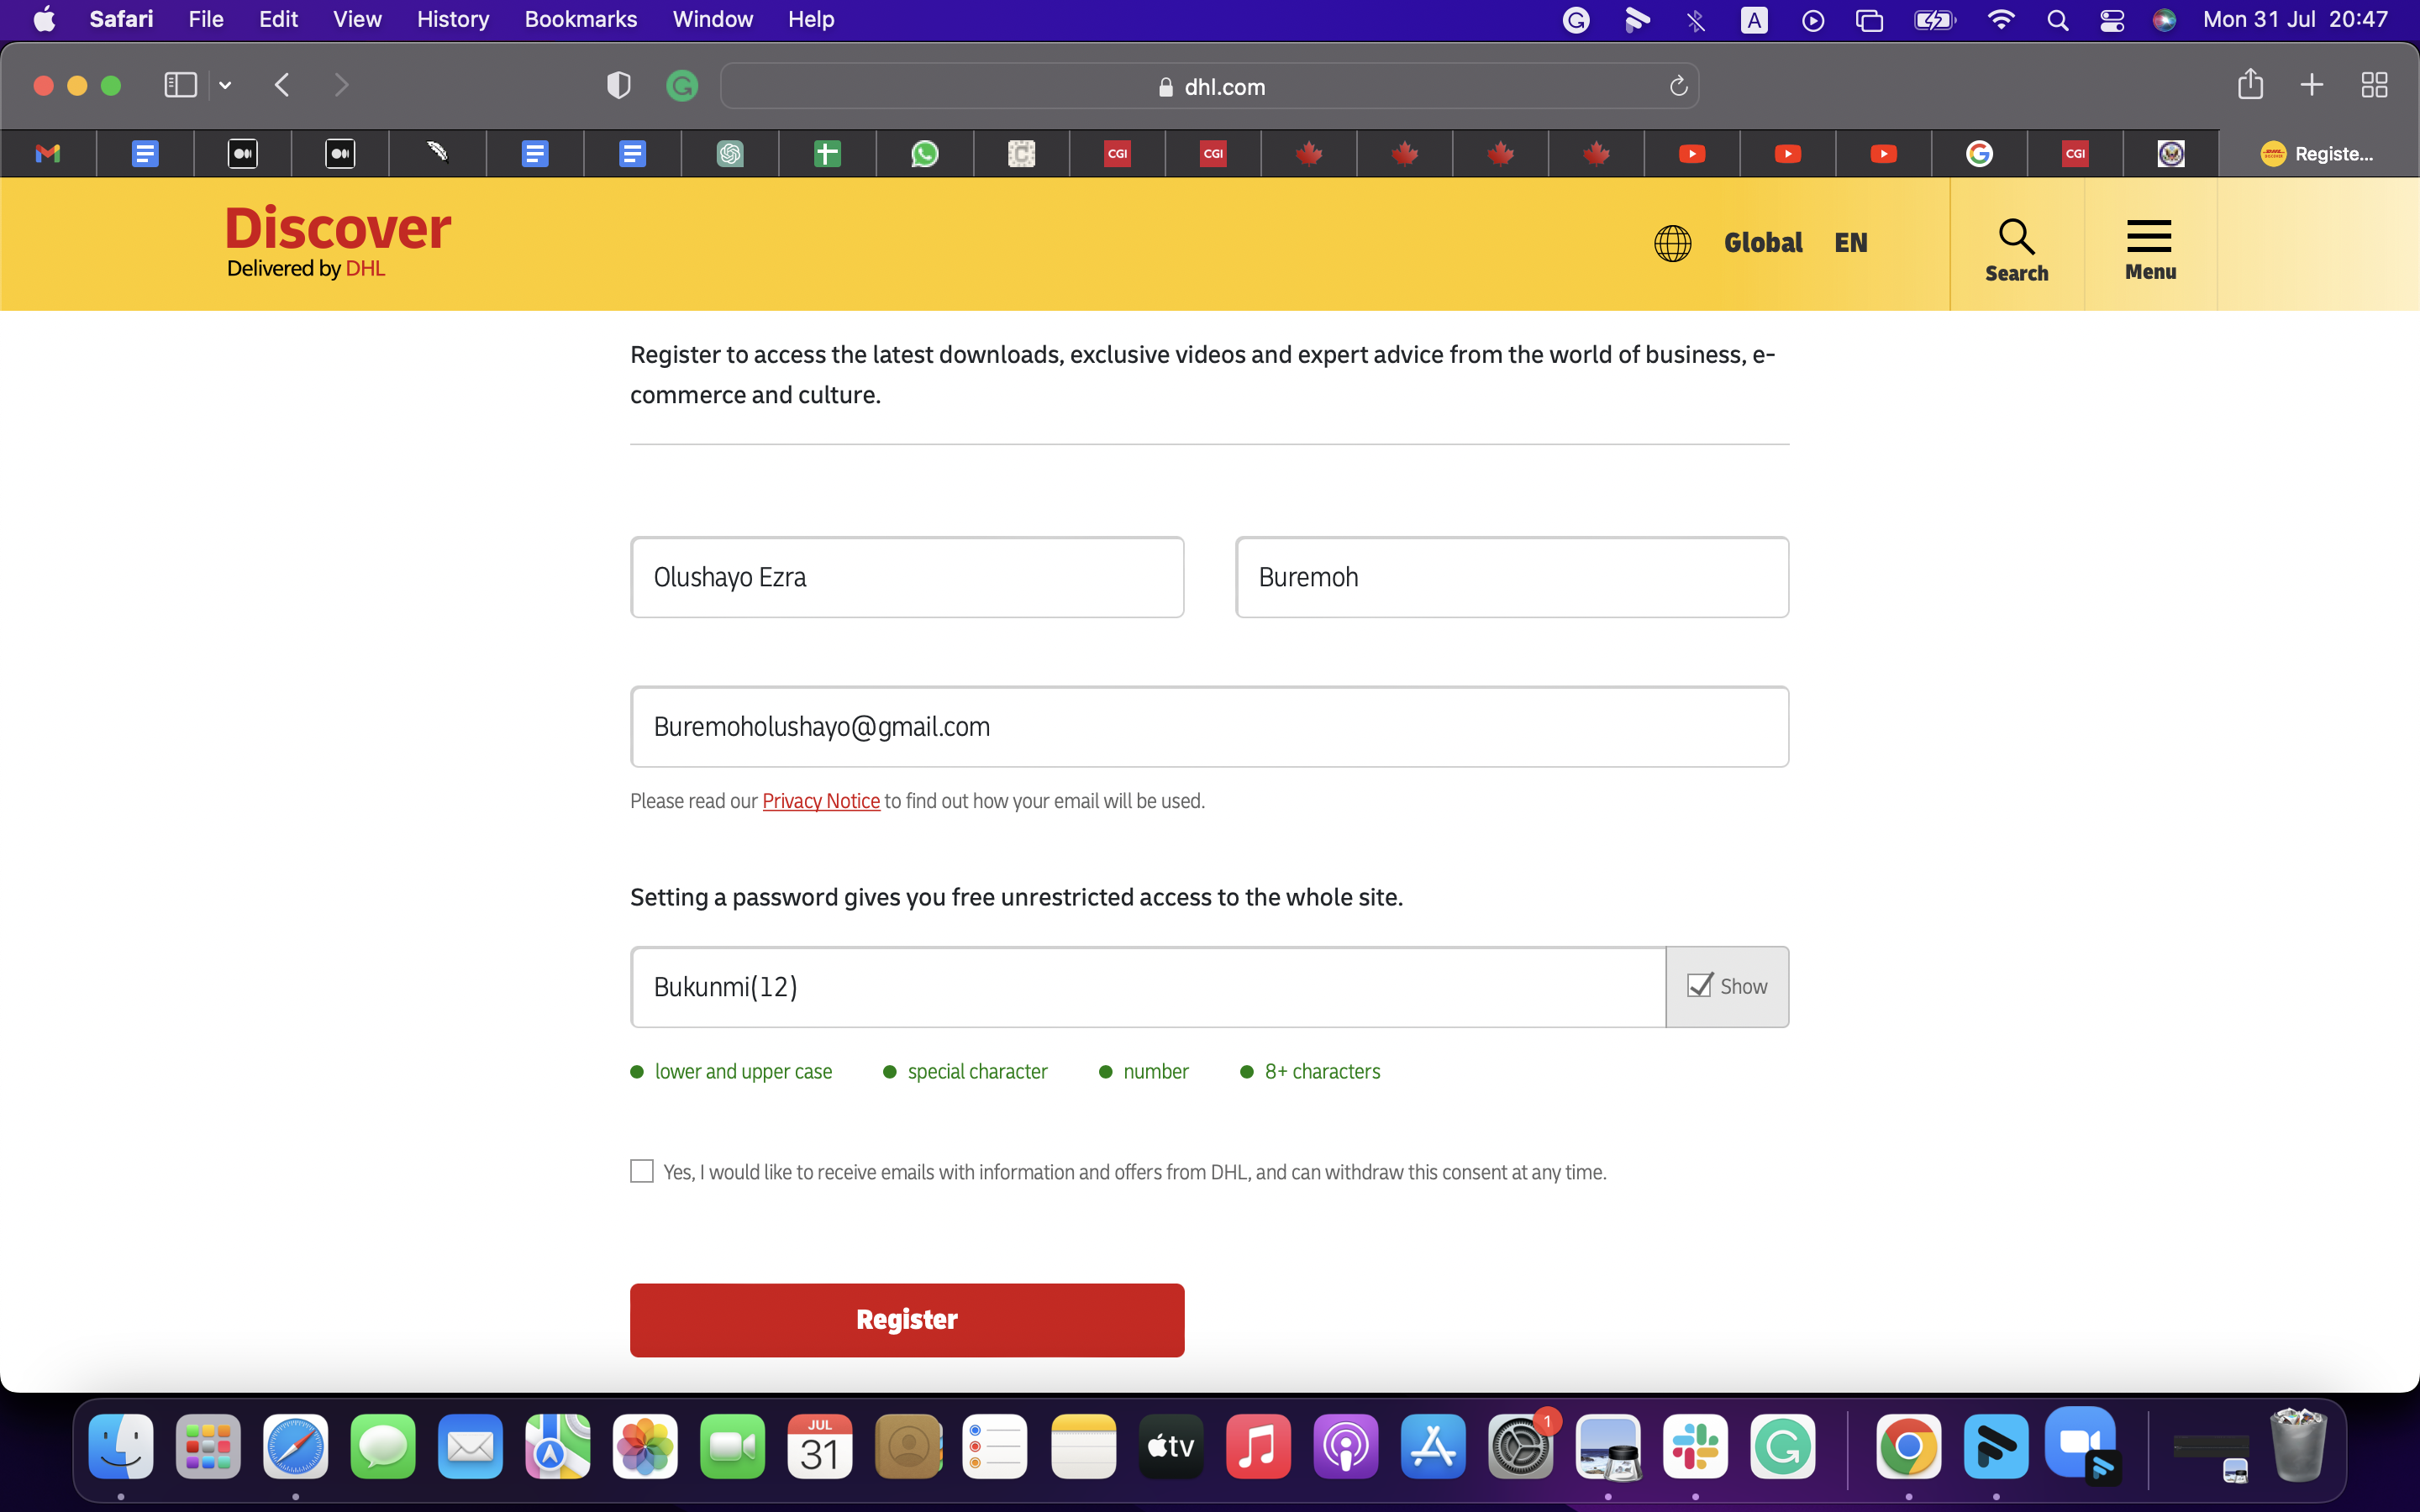 Safari File Edit View History Bookmarks Window Help A Mon 31 Jul 20:47
dhl.com
CGI CGI CGI Registe...
Discover
Delivered by DHL
Global EN
Search
Menu
Register to access the latest downloads, exclusive videos and expert advice from the world of business, e-
commerce and culture.
Olushayo Ezra
Buremoh
Buremoholushayo@gmail.com
Please read our Privacy Notice to find out how your email will be used.
Setting a password gives you free unrestricted access to the whole site.
Bukunmi(12)
Show
lower and upper case special character number 8+ characters
Yes, I would like to receive emails with information and offers from DHL, and can withdraw this consent at any time.
Register
JUL
31
tv
1